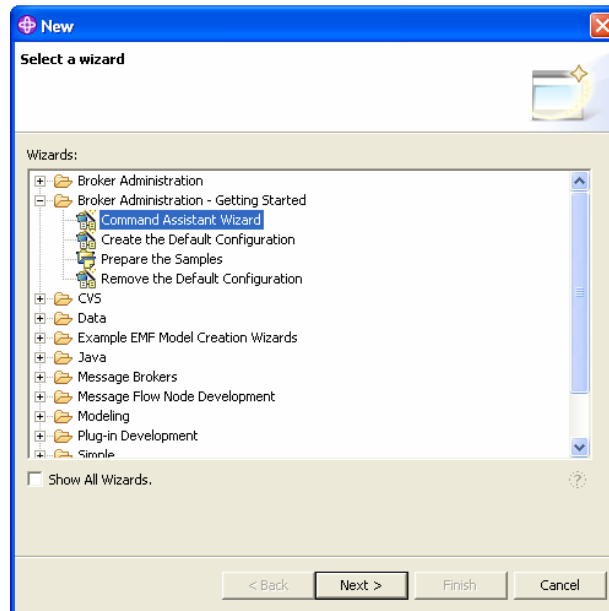 New
Select a wizard
Wizards:
Broker Administration
Broker Administration - Getting Started
Command Assistant Wizard
Create the Default Configuration
Prepare the Samples
Remove the Default Configuration
CVS
Data
Example EMF Model Creation Wizards
Java
Message Brokers
Message Flow Node Development
Modeling
Plug-in Development
Simple
Show All Wizards.
?
< Back Next > Finish Cancel